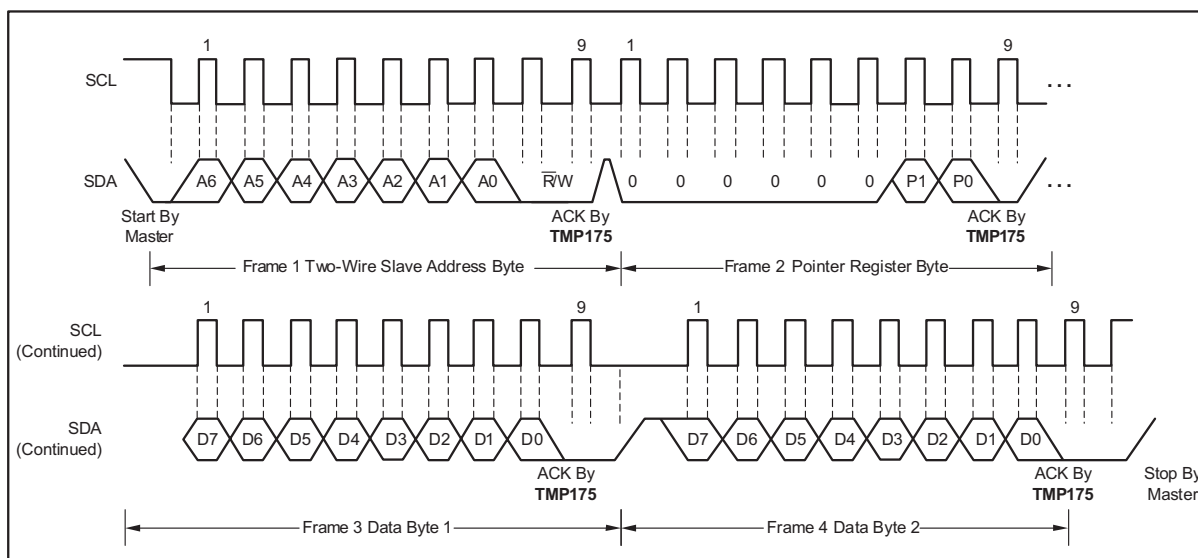 1 9 1 9
SCL ...
SDA A6 A5 A4 A3 A2 A1 A0 R̅/W 0 0 0 0 0 0 P1 P0 ...
Start By Master
ACK By TMP175
ACK By TMP175
Frame 1 Two-Wire Slave Address Byte
Frame 2 Pointer Register Byte
1 9 1 9
SCL (Continued)
SDA (Continued) D7 D6 D5 D4 D3 D2 D1 D0 D7 D6 D5 D4 D3 D2 D1 D0
ACK By TMP175
ACK By TMP175
Stop By Master
Frame 3 Data Byte 1
Frame 4 Data Byte 2